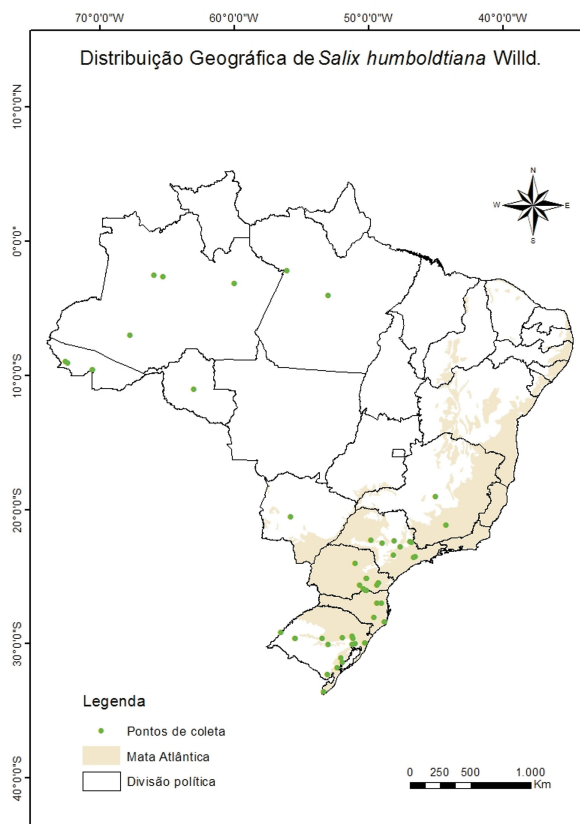 70°0'0"W 60°0'0"W 50°0'0"W 40°0'0"W
Distribuição Geográfica de Salix humboldtiana Willd.
10°0'0"N
0°0'0"
10°0'0"S
20°0'0"S
30°0'0"S
40°0'0"S
N
W E
S
Legenda
Pontos de coleta
Mata Atlântica
Divisão política
0 250 500 1.000
Km